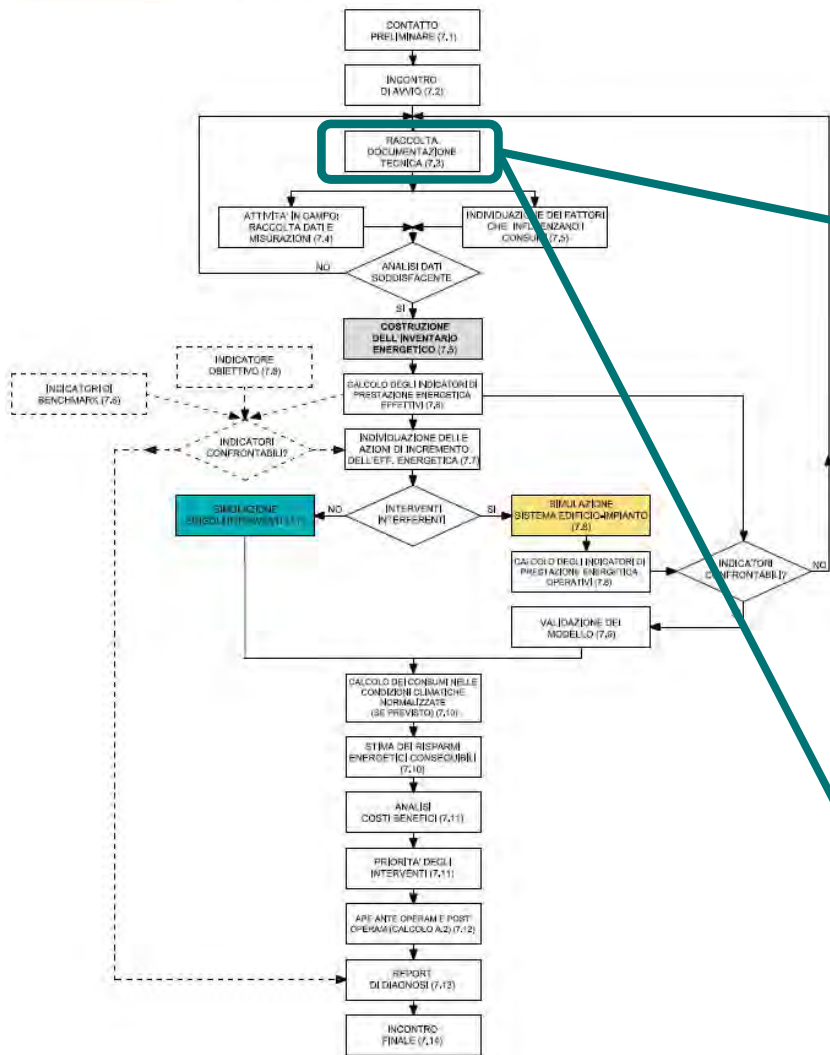 CONTATTO
PRELIMINARE (7.1)
INCONTRO
DI AVVIO (7.2)
RACCOLTA
DOCUMENTAZIONE
TECNICA (7.3)
ATTIVITA' IN CAMPO:
RACCOLTA DATI E
MISURAZIONI (7.4)
INDIVIDUAZIONE DEI FATTORI
CHE INFLUENZANO I
CONSUMI (7.5)
NO
ANALISI DATI
SODDISFACENTE
SI
COSTRUZIONE
DELL'INVENTARIO
ENERGETICO (7.5)
INDICATORE
OBIETTIVO (7.8)
INDICATORI DI
BENCHMARK (7.6)
CALCOLO DEGLI INDICATORI DI
PRESTAZIONE ENERGETICA
EFFETTIVI (7.6)
INDICATORI
CONFRONTABILI?
INDIVIDUAZIONE DELLE
AZIONI DI INCREMENTO
DELL'EFF. ENERGETICA (7.7)
SIMULAZIONE
NO
INTERVENTI
INTERFERENTI
SI
SIMULAZIONE
SISTEMA EDIFICIO-IMPIANTO
(7.8)
CALCOLO DEGLI INDICATORI DI
PRESTAZIONE ENERGETICA
OPERATIVI (7.8)
INDICATORI
CONFRONTABILI?
NO
VALIDAZIONE DEL
MODELLO (7.9)
CALCOLO DEI CONSUMI NELLE
CONDIZIONI CLIMATICHE
NORMALIZZATE
(SE PREVISTO) (7.10)
STIMA DEI RISPARMI
ENERGETICI CONSEGUIBILI
(7.10)
ANALISI
COSTI BENEFICI (7.11)
PRIORITA' DEGLI
INTERVENTI (7.11)
APE ANTE OPERAM E POST
OPERAM (CALCOLO A.2) (7.12)
REPORT
DI DIAGNOSI (7.13)
INCONTRO
FINALE (7.14)